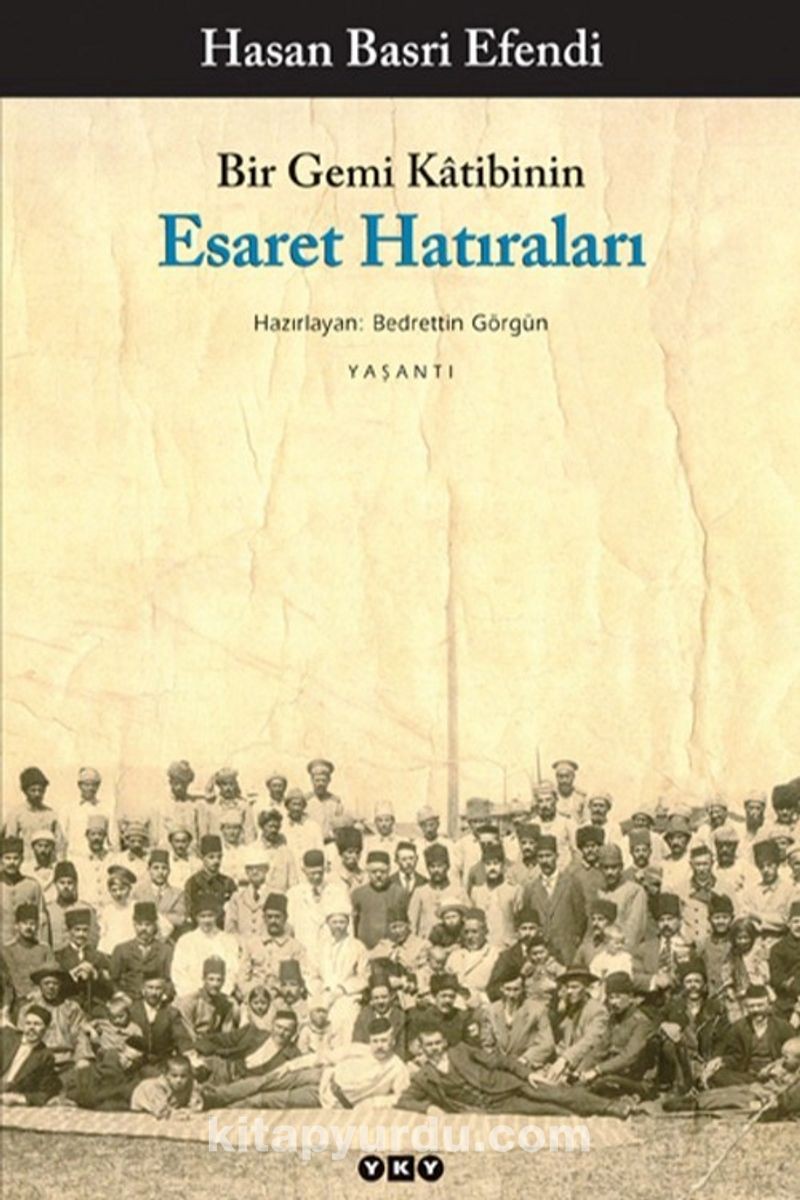 Hasan Basri Efendi
Bir Gemi Kâtibinin
Esaret Hatıraları
Hazırlayan: Bedrettin Görgün
YAŞANTI
kitapyurdu.com
YKY